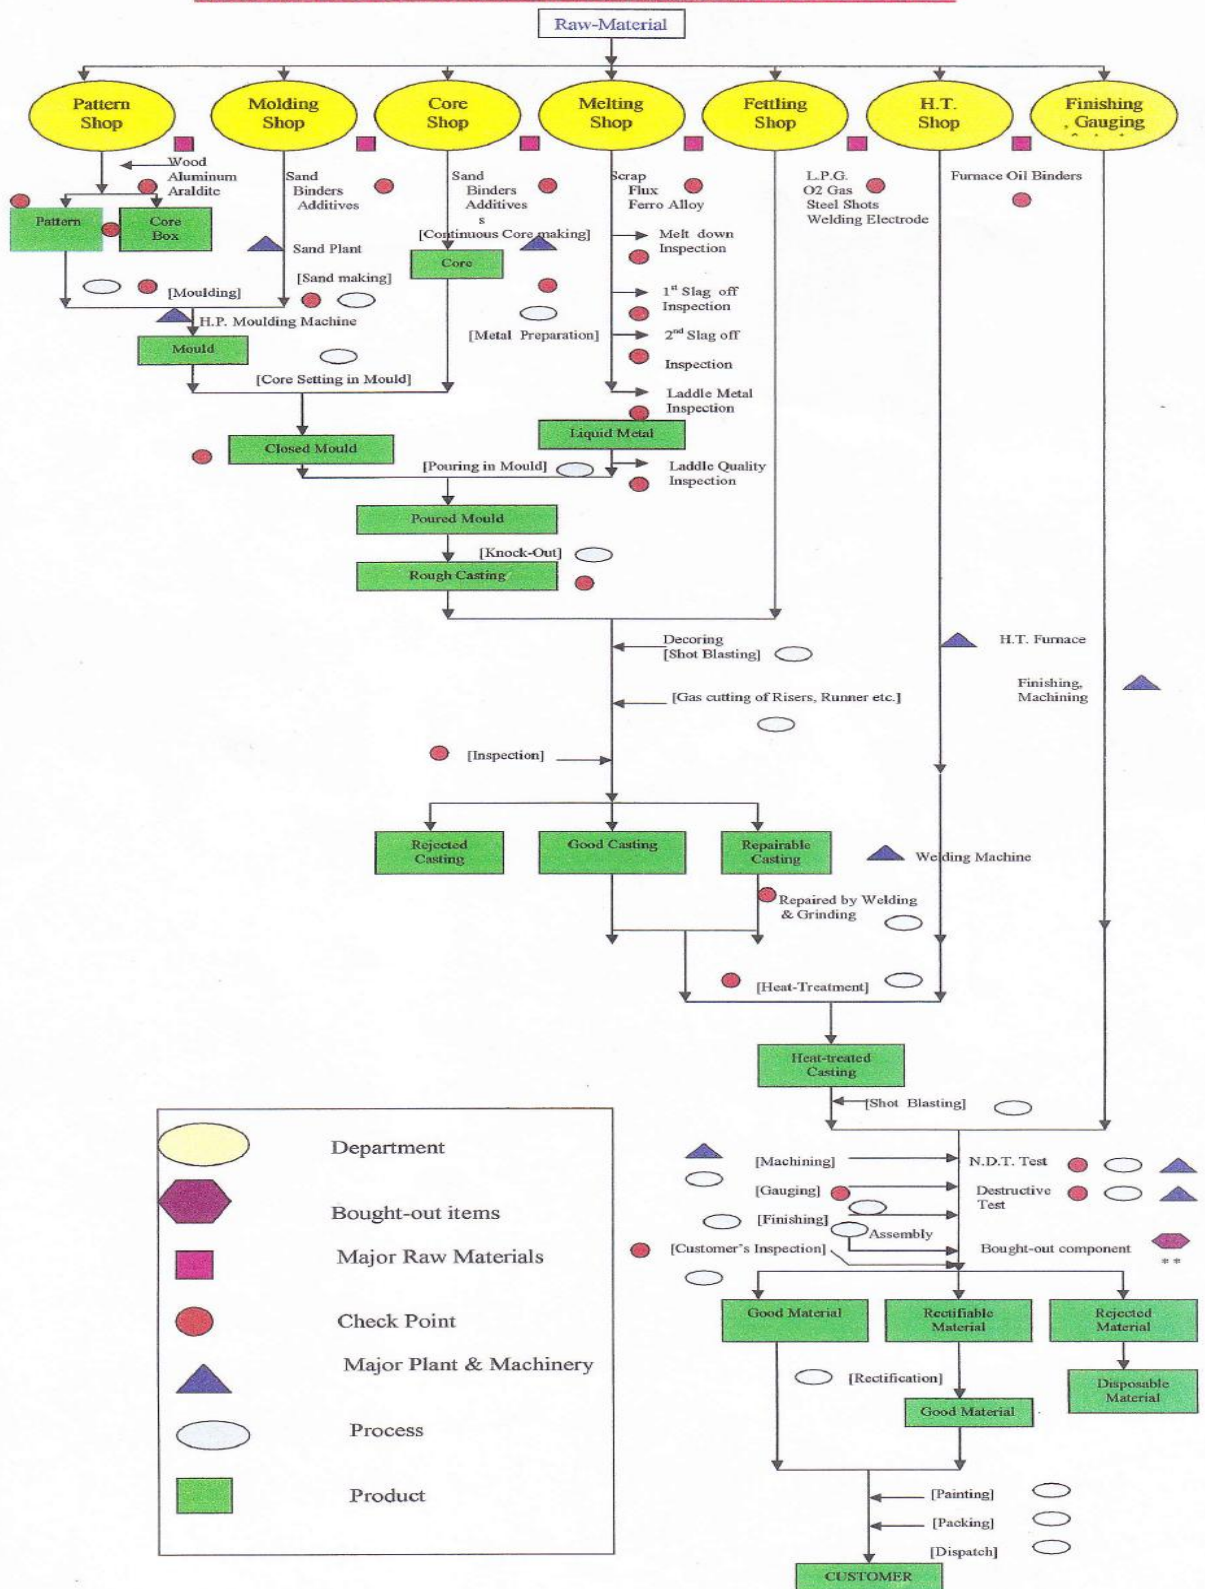 Raw-Material
Pattern
Shop
Molding
Shop
Core
Shop
Melting
Shop
Fettling
Shop
H.T.
Shop
Finishing
, Gauging
Wood
Aluminum
Araldite
Sand
Binders
Additives
Sand
Binders
Additives
s
[Continuous Core making]
Scrap
Flux
Ferro Alloy
L.P.G.
O2 Gas
Steel Shots
Welding Electrode
Furnace Oil Binders
Pattern
Core
Box
Sand Plant
Core
Melt down
Inspection
[Sand making]
[Moulding]
1st Slag off
Inspection
H.P. Moulding Machine
[Metal Preparation]
2nd Slag off
Inspection
Mould
[Core Setting in Mould]
Laddle Metal
Inspection
Closed Mould
Liquid Metal
[Pouring in Mould]
Laddle Quality
Inspection
Poured Mould
[Knock-Out]
Rough Casting
Decoring
[Shot Blasting]
H.T. Furnace
Finishing,
Machining
[Gas cutting of Risers, Runner etc.]
[Inspection]
Rejected
Casting
Good Casting
Repairable
Casting
Welding Machine
Repaired by Welding
& Grinding
[Heat-Treatment]
Heat-treated
Casting
[Shot Blasting]
Department
Bought-out items
Major Raw Materials
Check Point
Major Plant & Machinery
Process
Product
[Machining]
N.D.T. Test
[Gauging]
Destructive
Test
[Finishing]
Assembly
[Customer's Inspection]
Bought-out component
**
Good Material
Rectifiable
Material
Rejected
Material
[Rectification]
Disposable
Material
Good Material
[Painting]
[Packing]
[Dispatch]
CUSTOMER